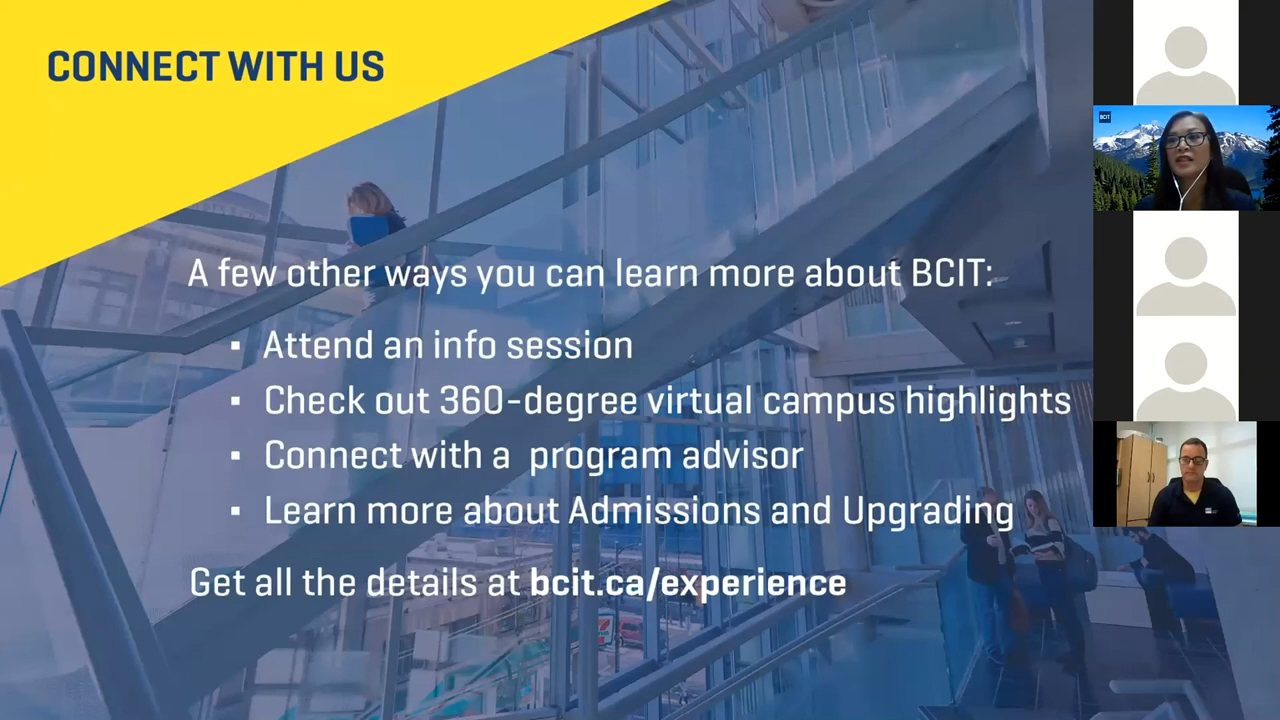 CONNECT WITH US
BCIT
A few other ways you can learn more about BCIT:
▪ Attend an info session
▪ Check out 360-degree virtual campus highlights
▪ Connect with a program advisor
▪ Learn more about Admissions and Upgrading
Get all the details at bcit.ca/experience